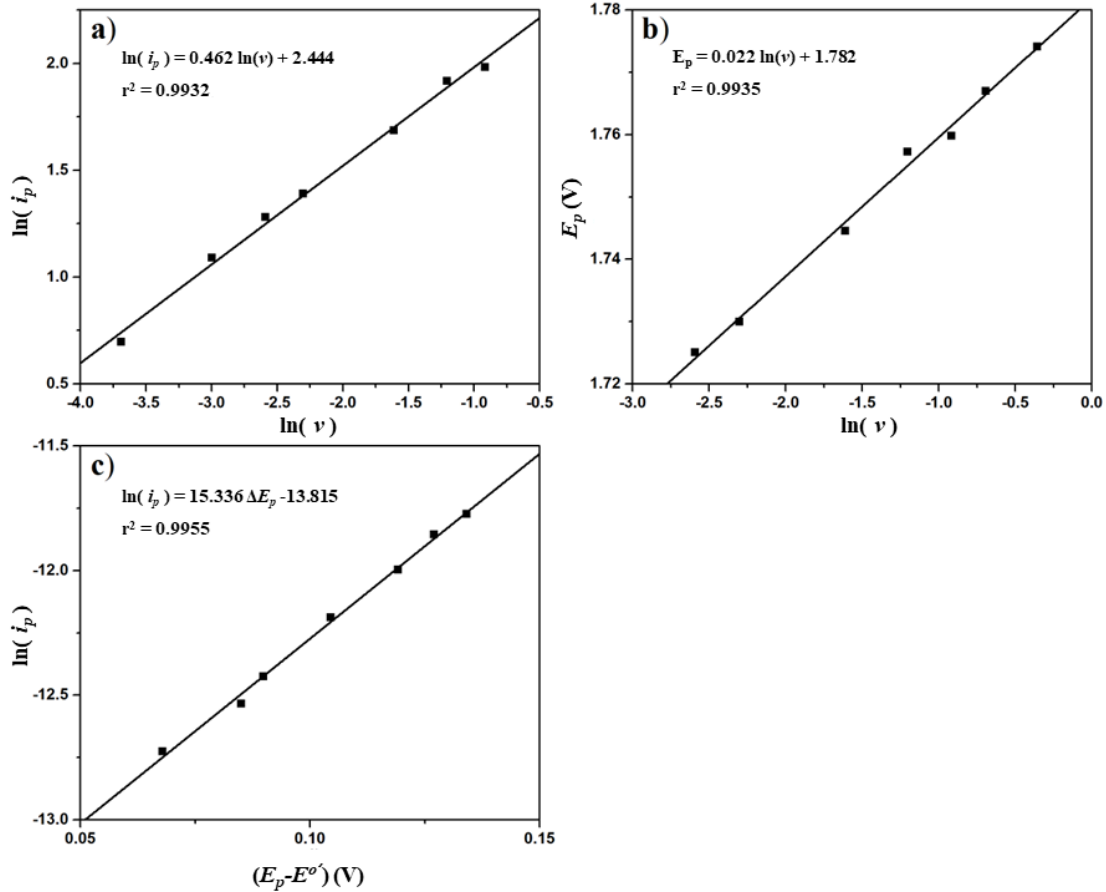 a)
ln( i_p ) = 0.462 ln(v) + 2.444
r² = 0.9932
ln( i_p )
2.0
1.5
1.0
0.5
-4.0 -3.5 -3.0 -2.5 -2.0 -1.5 -1.0 -0.5
ln( v )
b)
E_p = 0.022 ln(v) + 1.782
r² = 0.9935
E_p (V)
1.78
1.76
1.74
1.72
-3.0 -2.5 -2.0 -1.5 -1.0 -0.5 0.0
ln( v )
c)
ln( i_p ) = 15.336 ΔE_p -13.815
r² = 0.9955
ln( i_p )
-11.5
-12.0
-12.5
-13.0
0.05 0.10 0.15
(E_p-E^o′) (V)